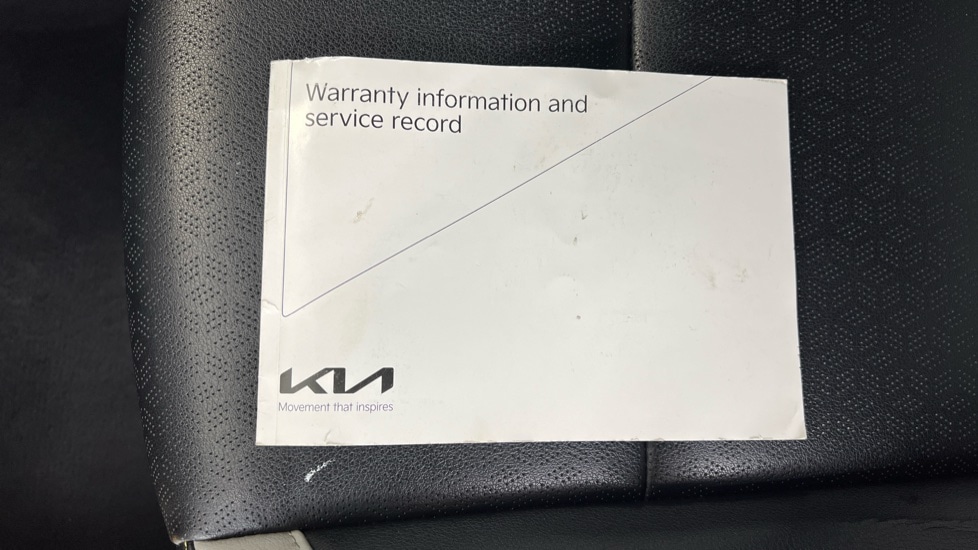 Warranty information and
service record
KIA
Movement that inspires